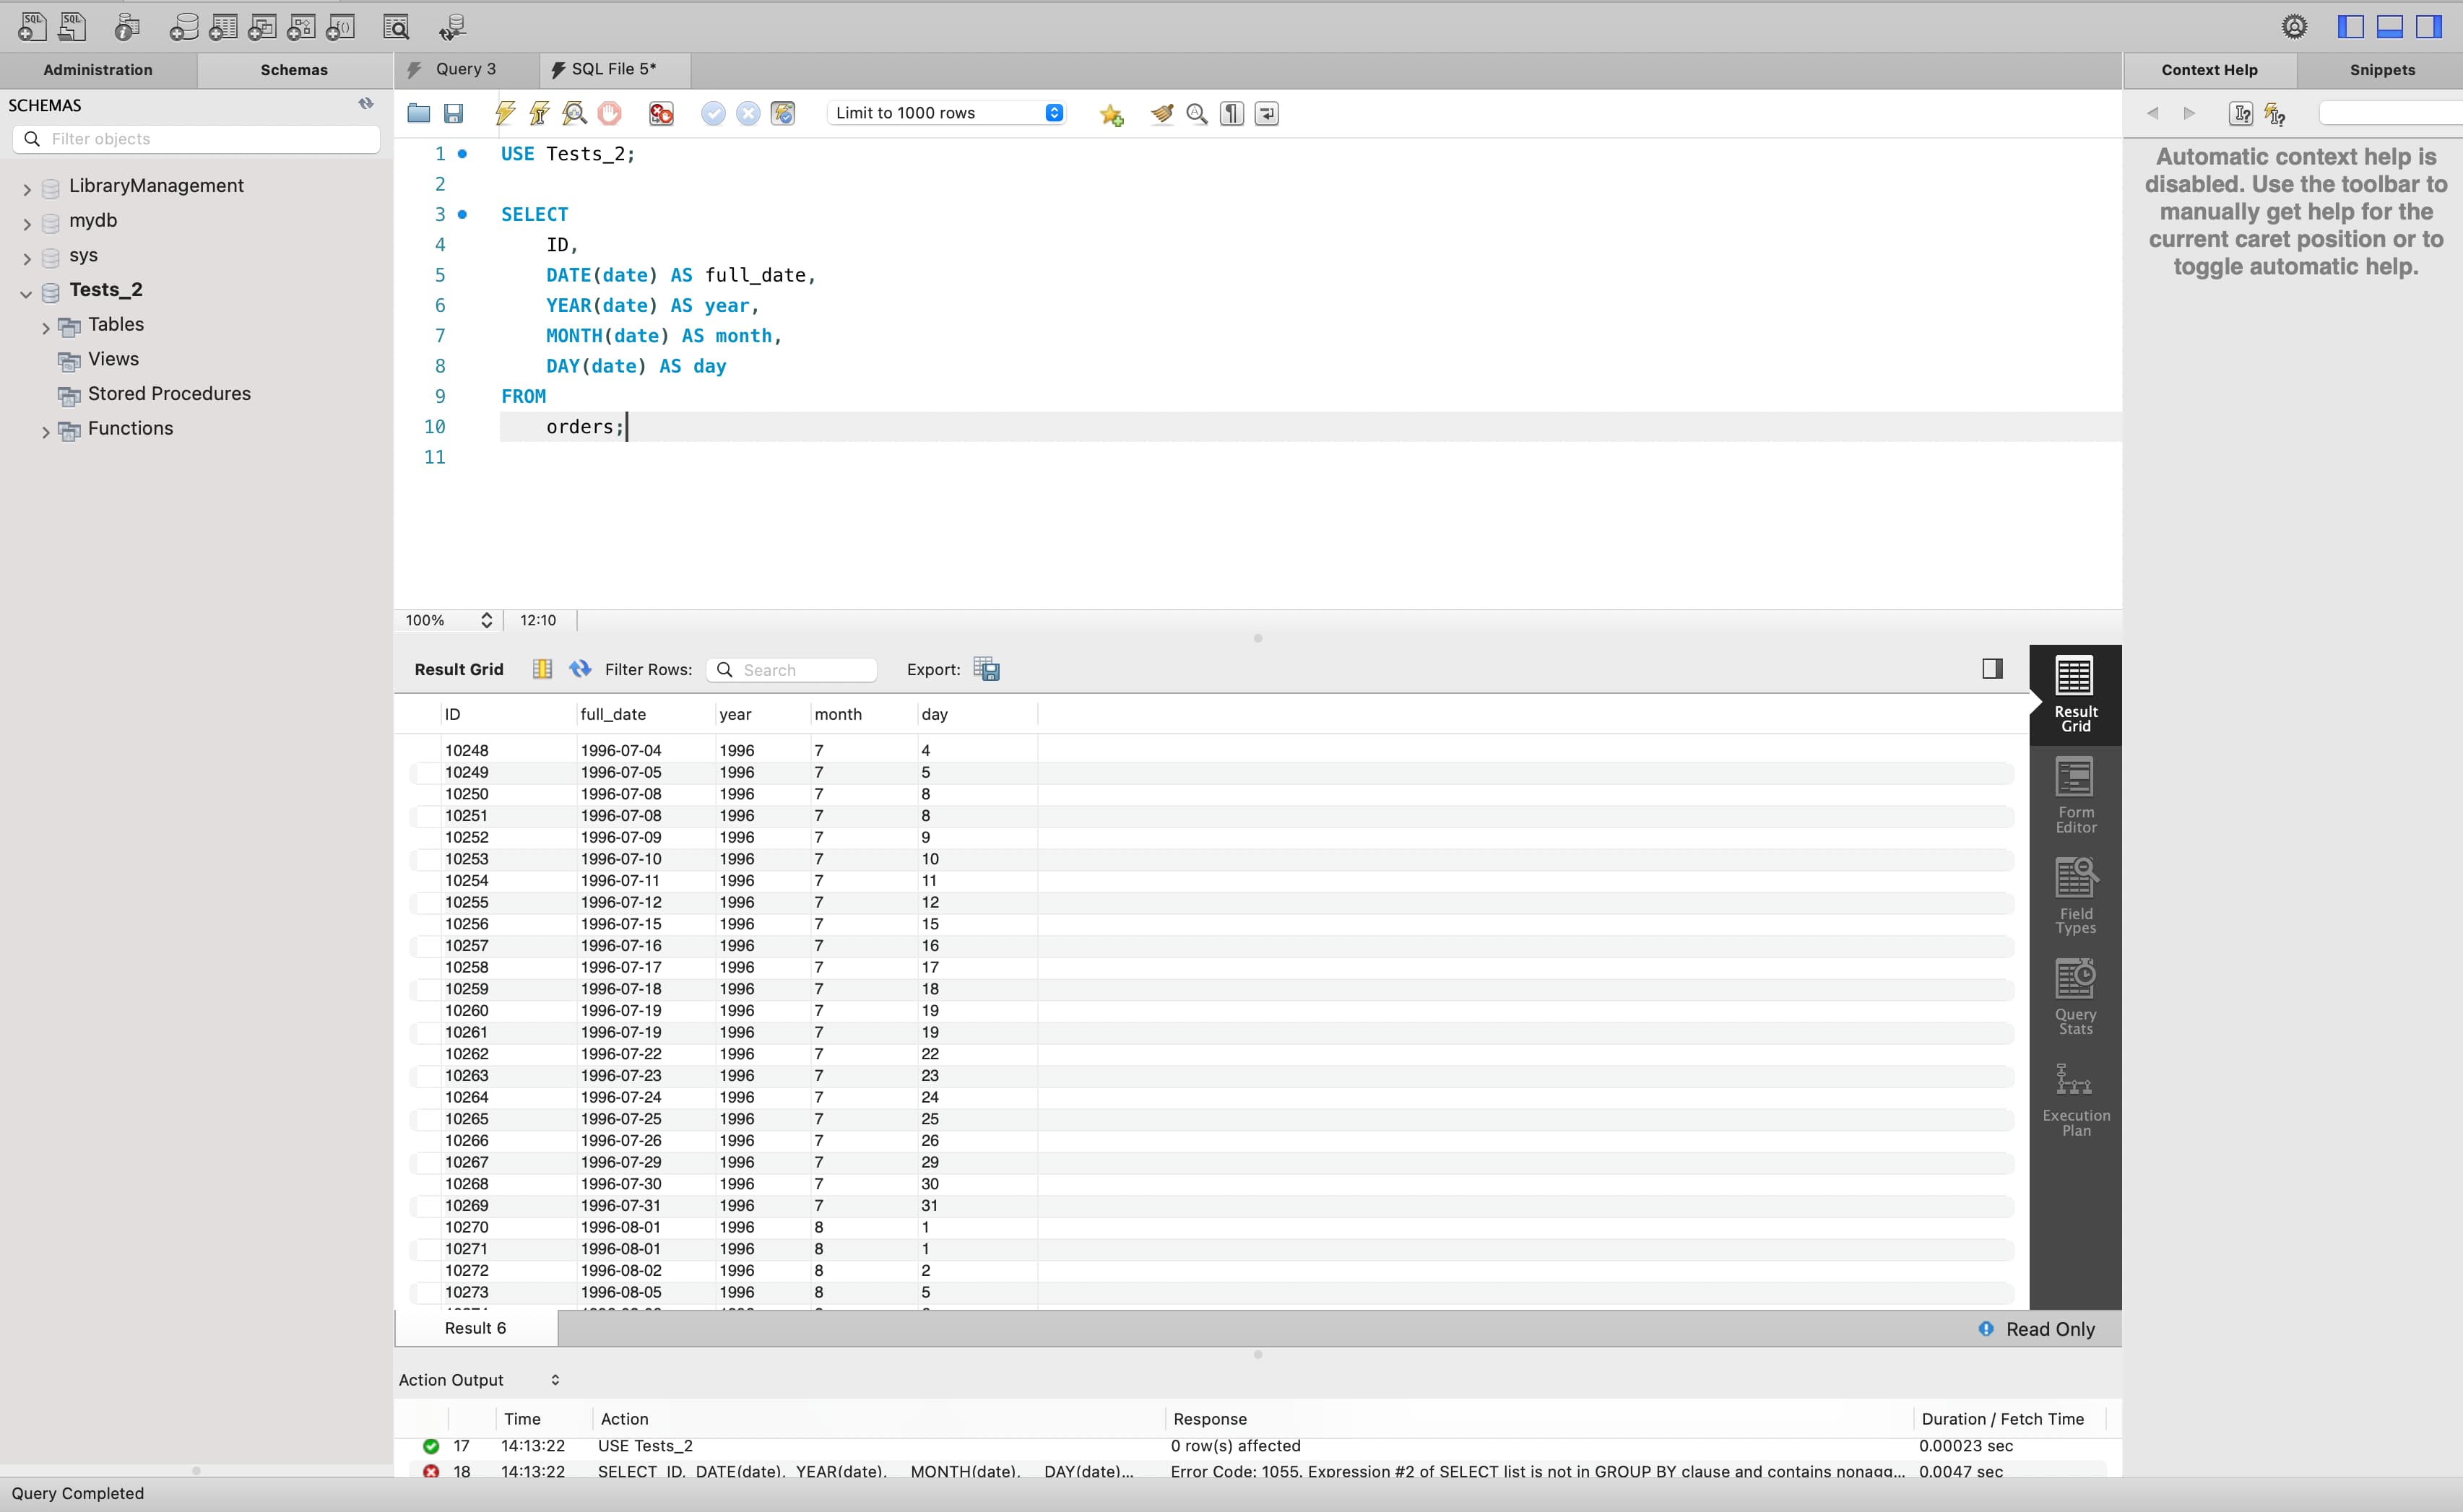 Administration
Schemas
Query 3
SQL File 5*
Context Help
Snippets
SCHEMAS
Filter objects
LibraryManagement
mydb
sys
Tests_2
Tables
Views
Stored Procedures
Functions
Limit to 1000 rows
1 USE Tests_2;
2
3 SELECT
4 ID,
5 DATE(date) AS full_date,
6 YEAR(date) AS year,
7 MONTH(date) AS month,
8 DAY(date) AS day
9 FROM
10 orders;
11
Automatic context help is
disabled. Use the toolbar to
manually get help for the
current caret position or to
toggle automatic help.
100% 12:10
Result Grid Filter Rows: Search Export:
ID full_date year month day
10248 1996-07-04 1996 7 4
10249 1996-07-05 1996 7 5
10250 1996-07-08 1996 7 8
10251 1996-07-08 1996 7 8
10252 1996-07-09 1996 7 9
10253 1996-07-10 1996 7 10
10254 1996-07-11 1996 7 11
10255 1996-07-12 1996 7 12
10256 1996-07-15 1996 7 15
10257 1996-07-16 1996 7 16
10258 1996-07-17 1996 7 17
10259 1996-07-18 1996 7 18
10260 1996-07-19 1996 7 19
10261 1996-07-19 1996 7 19
10262 1996-07-22 1996 7 22
10263 1996-07-23 1996 7 23
10264 1996-07-24 1996 7 24
10265 1996-07-25 1996 7 25
10266 1996-07-26 1996 7 26
10267 1996-07-29 1996 7 29
10268 1996-07-30 1996 7 30
10269 1996-07-31 1996 7 31
10270 1996-08-01 1996 8 1
10271 1996-08-01 1996 8 1
10272 1996-08-02 1996 8 2
10273 1996-08-05 1996 8 5
Result
Grid
Form
Editor
Field
Types
Query
Stats
Execution
Plan
Result 6
Read Only
Action Output
Time Action Response Duration / Fetch Time
17 14:13:22 USE Tests_2 0 row(s) affected 0.00023 sec
18 14:13:22 SELECT ID, DATE(date), YEAR(date), MONTH(date), DAY(date)... Error Code: 1055. Expression #2 of SELECT list is not in GROUP BY clause and contains nonagg... 0.0047 sec
Query Completed